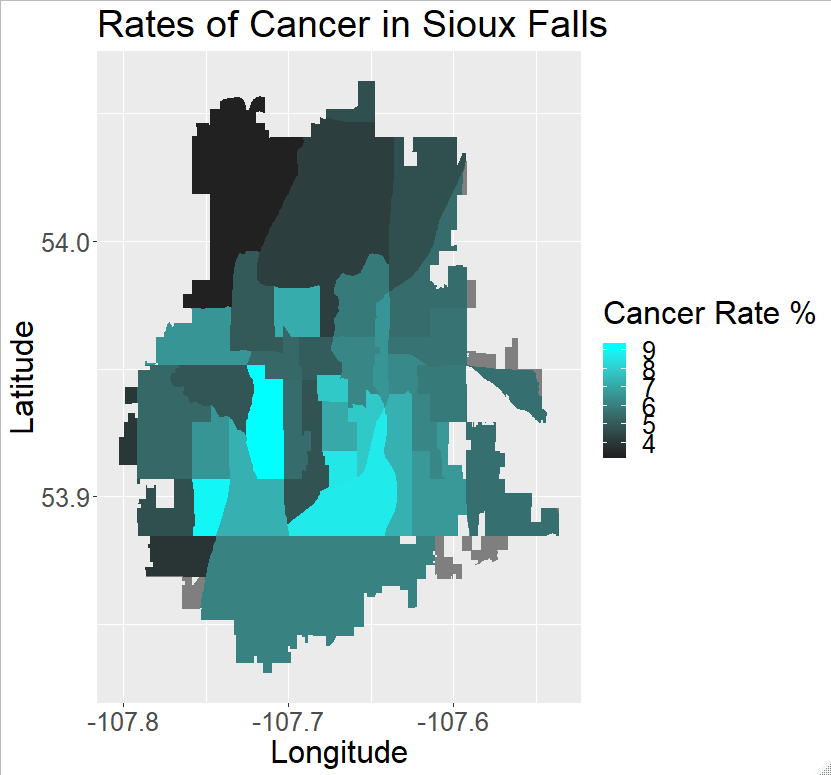 Rates of Cancer in Sioux Falls
54.0
53.9
Latitude
-107.8
-107.7
-107.6
Longitude
Cancer Rate %
9
8
7
6
5
4